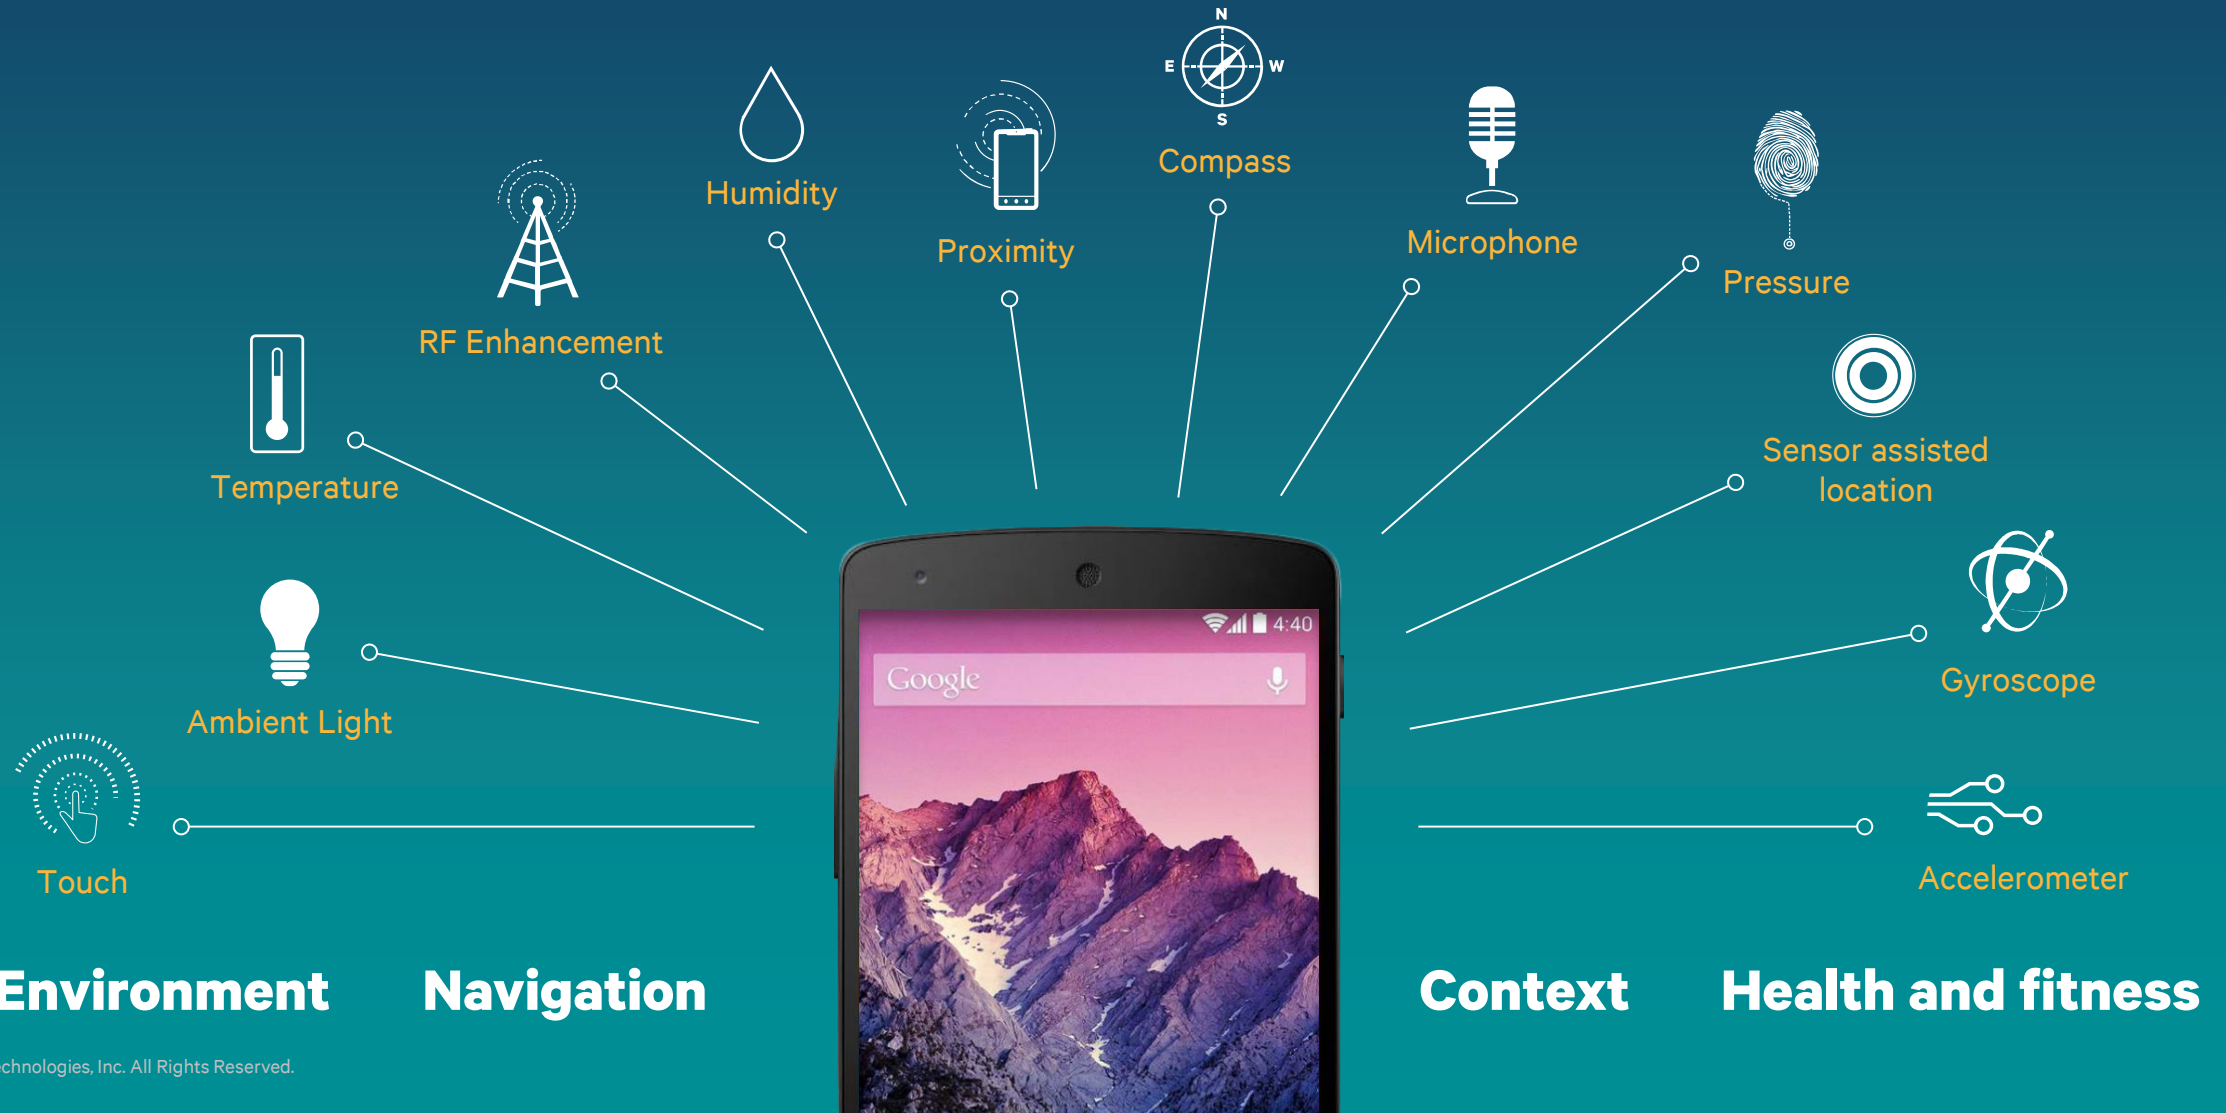 N
E W
S
Compass
Humidity
Proximity
Microphone
Pressure
RF Enhancement
Sensor assisted
location
Temperature
Ambient Light
Gyroscope
Touch
Accelerometer
4:40
Google
Environment Navigation Context Health and fitness
echnologies, Inc. All Rights Reserved.